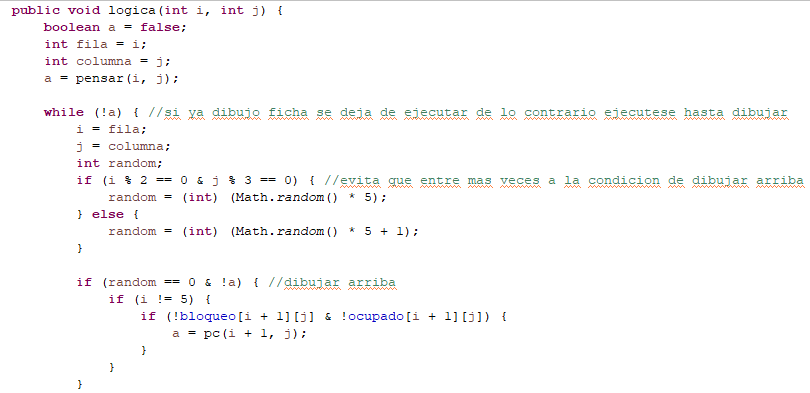 public void logica(int i, int j) {
    boolean a = false;
    int fila = i;
    int columna = j;
    a = pensar(i, j);

    while (!a) { //si ya dibujo ficha se deja de ejecutar de lo contrario ejecutese hasta dibujar
        i = fila;
        j = columna;
        int random;
        if (i % 2 == 0 & j % 3 == 0) { //evita que entre mas veces a la condicion de dibujar arriba
            random = (int) (Math.random() * 5);
        } else {
            random = (int) (Math.random() * 5 + 1);
        }

        if (random == 0 & !a) { //dibujar arriba
            if (i != 5) {
                if (!bloqueo[i + 1][j] & !ocupado[i + 1][j]) {
                    a = pc(i + 1, j);
                }
            }
        }